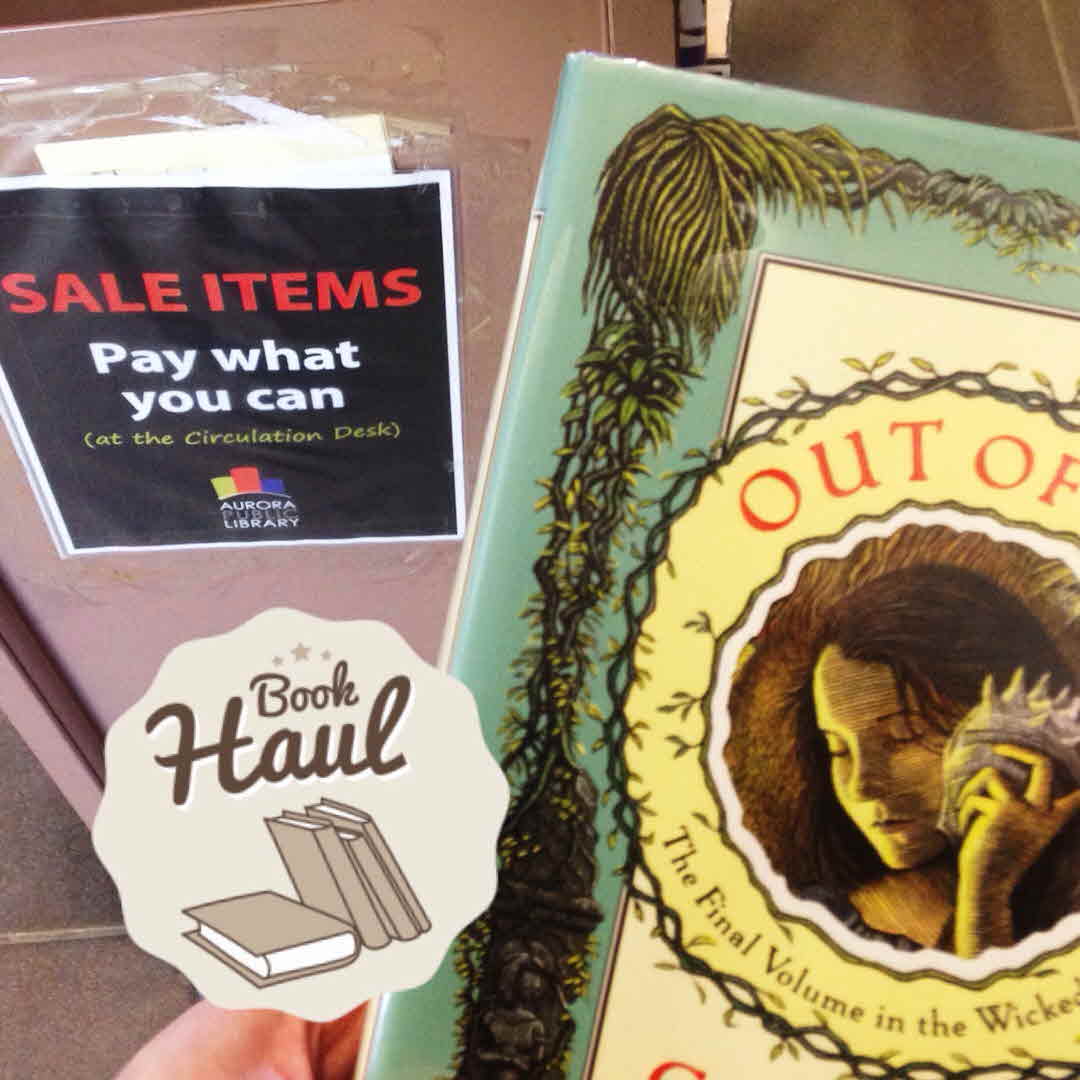 SALE ITEMS
Pay what
you can
(at the Circulation Desk)
AURORA
PUBLIC
LIBRARY
Book
Haul
OUT OF
The Final Volume in the Wicked